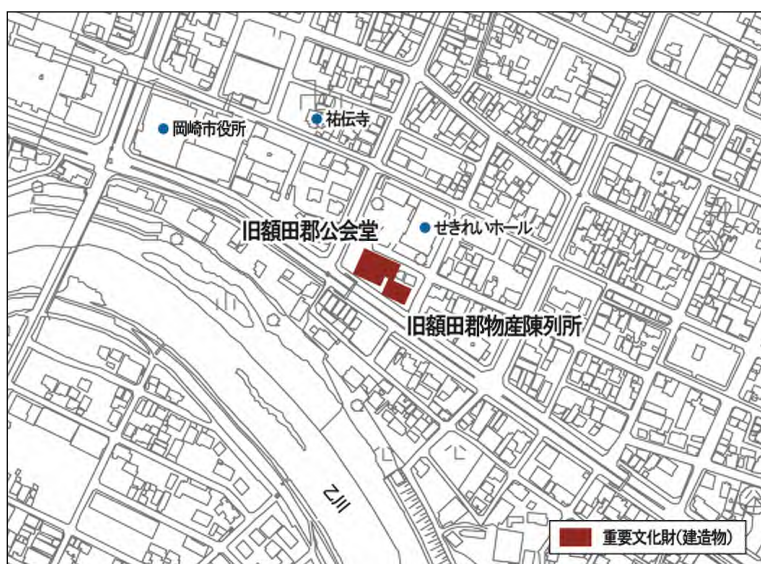 岡崎市役所
祐伝寺
旧額田郡公会堂
せきれいホール
旧額田郡物産陳列所
乙川
重要文化財(建造物)